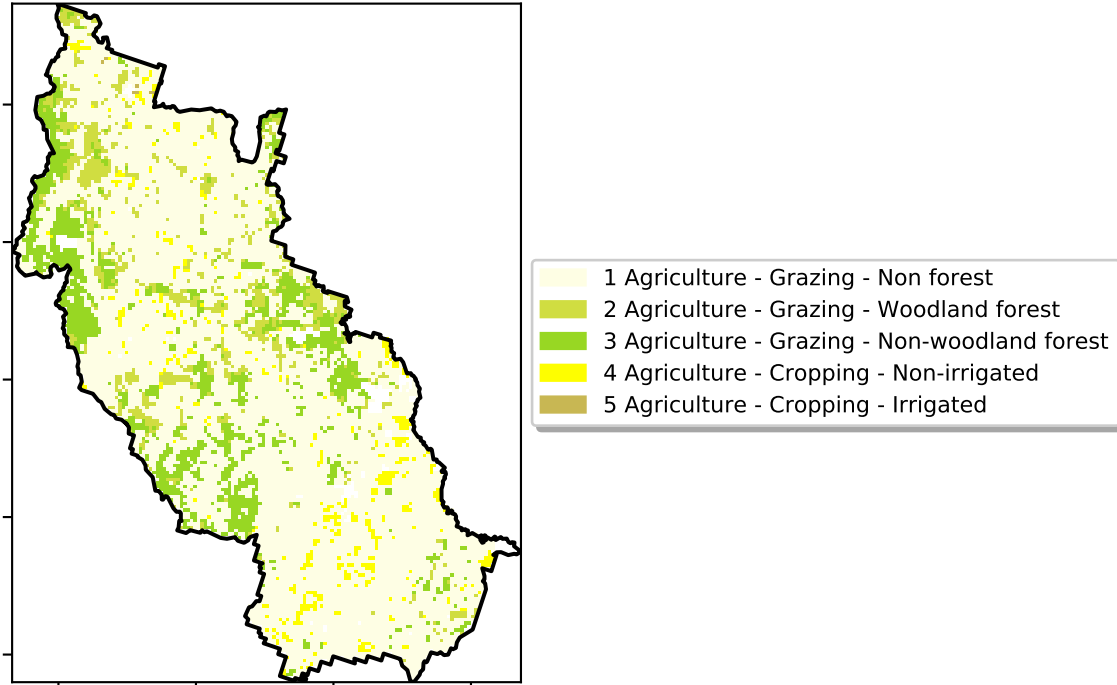 1 Agriculture - Grazing - Non forest
2 Agriculture - Grazing - Woodland forest
3 Agriculture - Grazing - Non-woodland forest
4 Agriculture - Cropping - Non-irrigated
5 Agriculture - Cropping - Irrigated